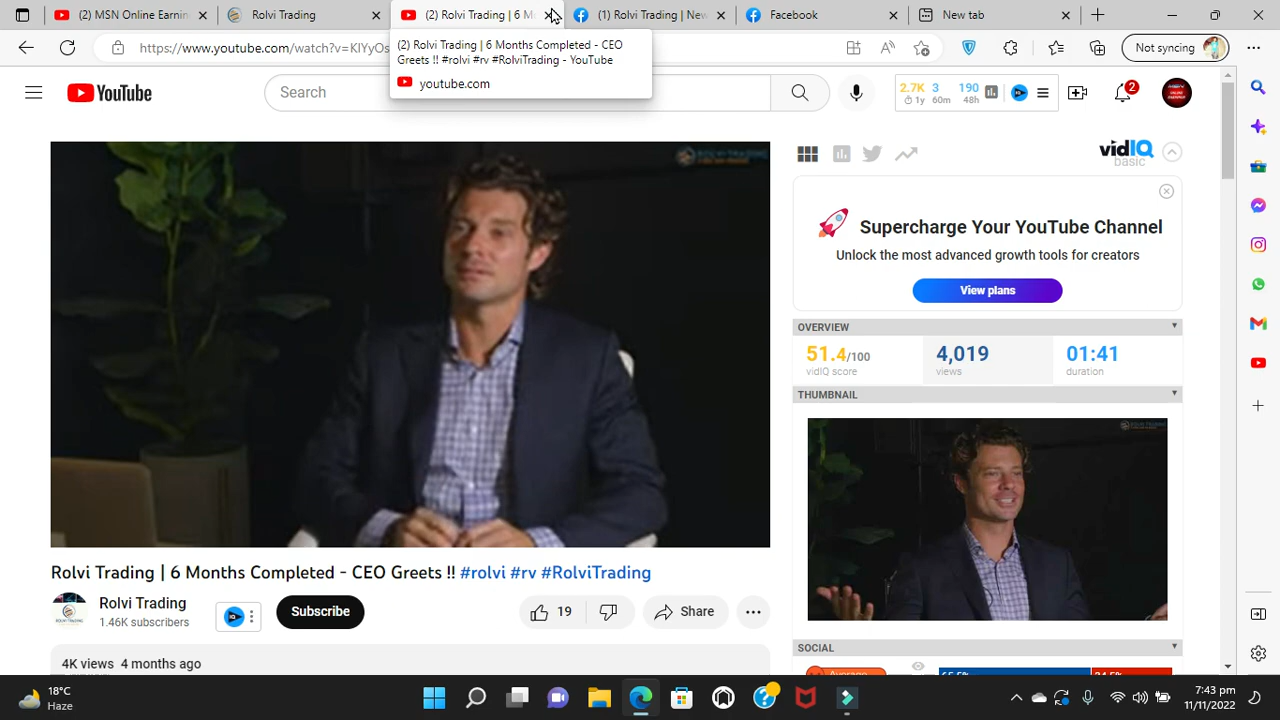 (2) MSN Online Earnin
Rolvi Trading
(2) Rolvi Trading | 6 M
(1) Rolvi Trading | New
Facebook
New tab
https://www.youtube.com/watch?v=KIYyOs
Not syncing
(2) Rolvi Trading | 6 Months Completed - CEO
Greets !! #rolvi #rv #RolviTrading - YouTube
youtube.com
YouTube
Search
2.7K 3 190
1y 60m 48h
2
vidIQ
basic
Supercharge Your YouTube Channel
Unlock the most advanced growth tools for creators
View plans
OVERVIEW
51.4/100 4,019 01:41
vidIQ score views duration
THUMBNAIL
Rolvi Trading | 6 Months Completed - CEO Greets !! #rolvi #rv #RolviTrading
Rolvi Trading
1.46K subscribers
Subscribe
19
Share
4K views 4 months ago
SOCIAL
18°C
Haze
7:43 pm
11/11/2022